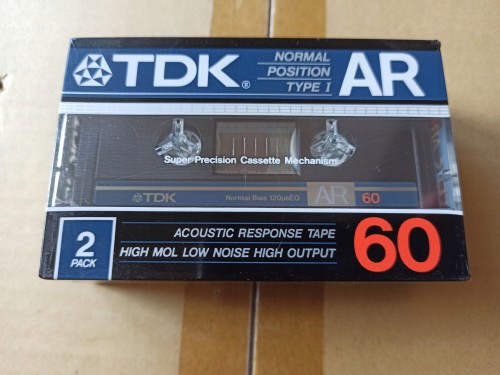 TDK®
NORMAL
POSITION
TYPE I
AR
Super Precision Cassette Mechanism
TDK
Normal Bias 120μsEQ
AR
60
2
PACK
ACOUSTIC RESPONSE TAPE
HIGH MOL LOW NOISE HIGH OUTPUT
60